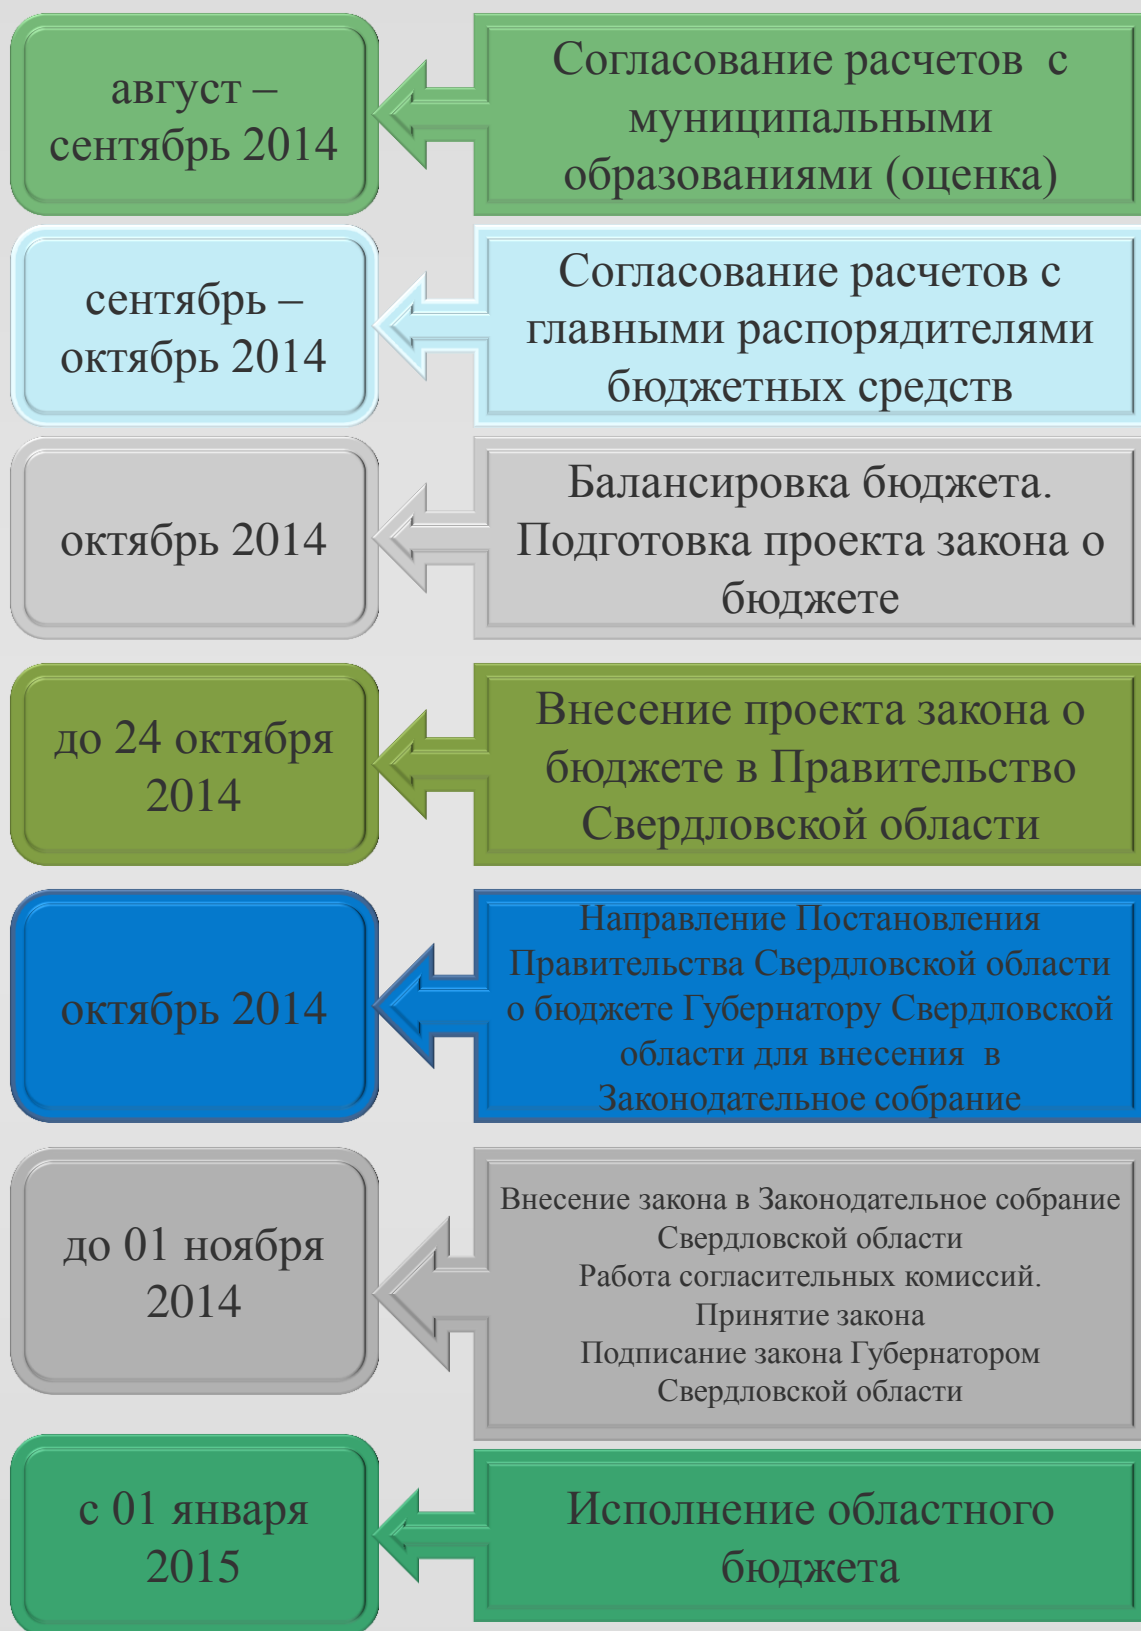 август –
сентябрь 2014
Согласование расчетов с
муниципальными
образованиями (оценка)
сентябрь –
октябрь 2014
Согласование расчетов с
главными распорядителями
бюджетных средств
октябрь 2014
Балансировка бюджета.
Подготовка проекта закона о
бюджете
до 24 октября
2014
Внесение проекта закона о
бюджете в Правительство
Свердловской области
октябрь 2014
Направление Постановления
Правительства Свердловской области
о бюджете Губернатору Свердловской
области для внесения в
Законодательное собрание
до 01 ноября
2014
Внесение закона в Законодательное собрание
Свердловской области
Работа согласительных комиссий.
Принятие закона
Подписание закона Губернатором
Свердловской области
с 01 января
2015
Исполнение областного
бюджета